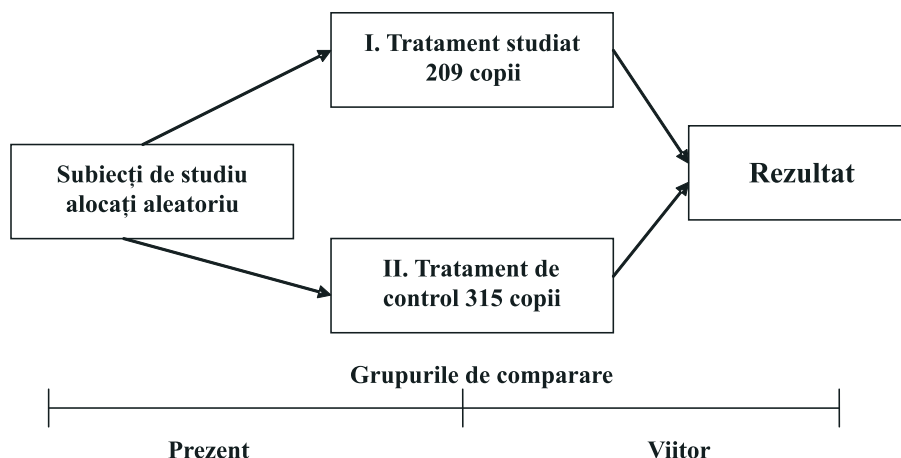 I. Tratament studiat
209 copii
Subiecți de studiu
alocați aleatoriu
Rezultat
II. Tratament de
control 315 copii
Grupurile de comparare
Prezent
Viitor